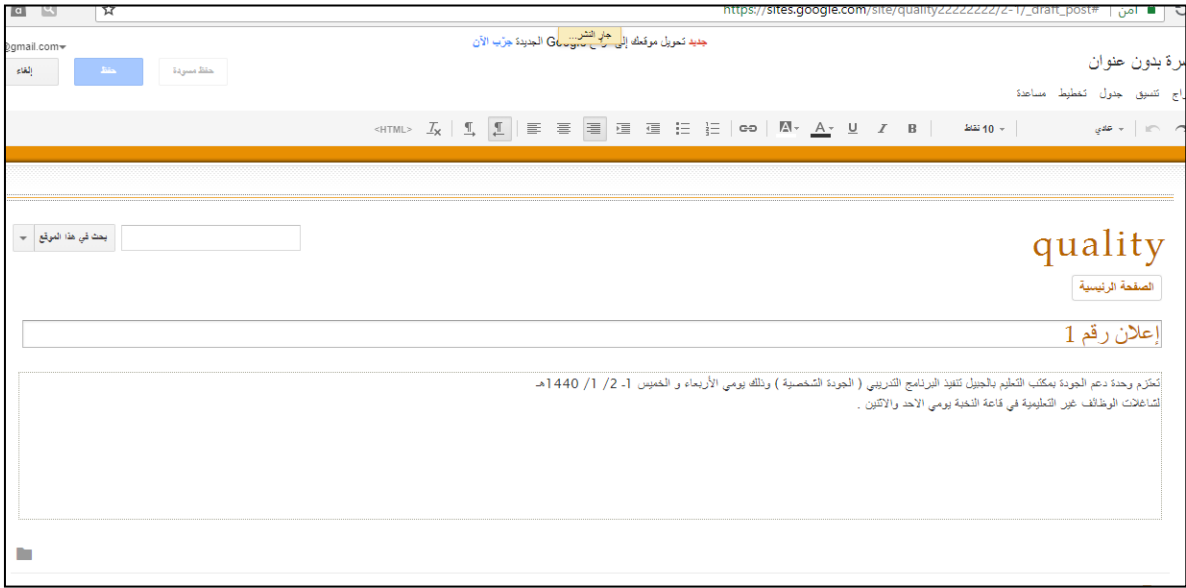 https://sites.google.com/site/quality22222222/2-1/_draft_post# | آمن
جديد تحويل موقعك إلى Google الجديدة جرّب الآن
جارٍ النشر...
@gmail.com
رة بدون عنوان
إلغاء
حفظ
حفظ مسودة
راج تنسيق جدول تخطيط مساعدة
عادي
10 نقاط
B I U A A <HTML>
quality
بحث في هذا الموقع
الصفحة الرئيسية
إعلان رقم 1
تعتزم وحدة دعم الجودة بمكتب التعليم بالجبيل تنفيذ البرنامج التدريبي ( الجودة الشخصية ) وذلك يومي الأربعاء و الخميس 1- 2/ 1/ 1440هـ
لشاغلات الوظائف غير التعليمية في قاعة النخبة يومي الاحد والاثنين .